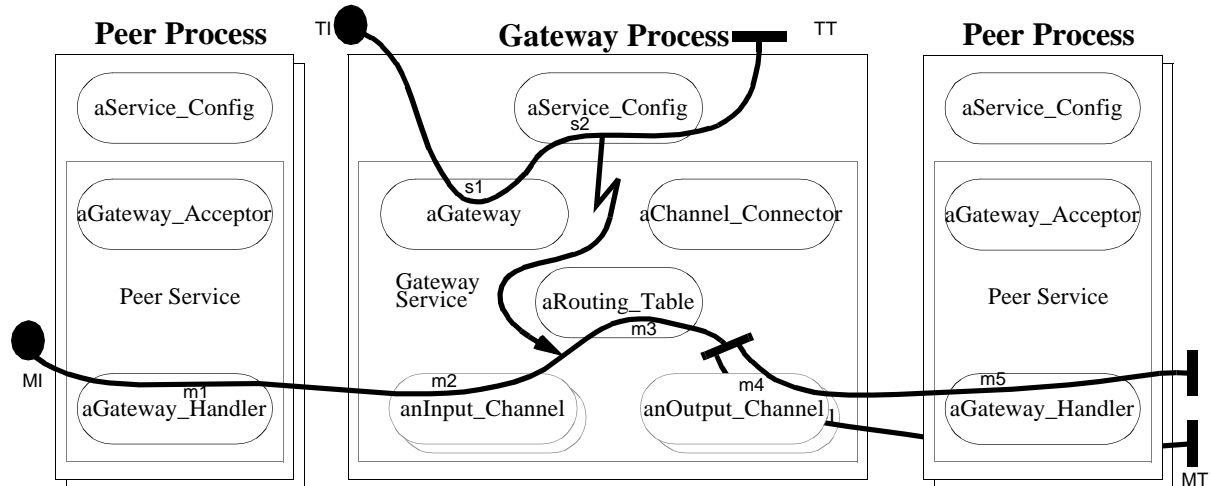 Peer Process
TI
Gateway Process
TT
Peer Process
aService_Config
aService_Config
s2
aService_Config
aGateway_Acceptor
s1
aGateway
aChannel_Connector
aGateway_Acceptor
Peer Service
Gateway
Service
aRouting_Table
m3
Peer Service
MI
m1
aGateway_Handler
m2
anInput_Channel
m4
anOutput_Channel
m5
aGateway_Handler
MT